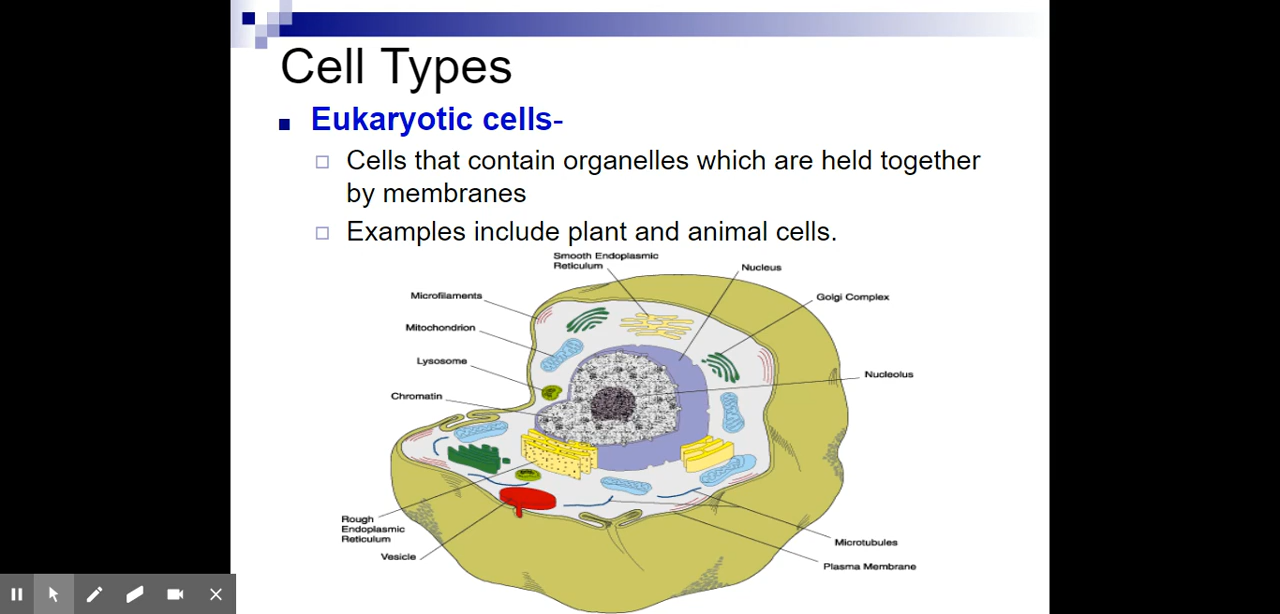 Cell Types
Eukaryotic cells-
Cells that contain organelles which are held together
by membranes
Examples include plant and animal cells.
Smooth Endoplasmic
Reticulum
Nucleus
Microfilaments
Golgi Complex
Mitochondrion
Lysosome
Nucleolus
Chromatin
Rough
Endoplasmic
Reticulum
Vesicle
Microtubules
Plasma Membrane